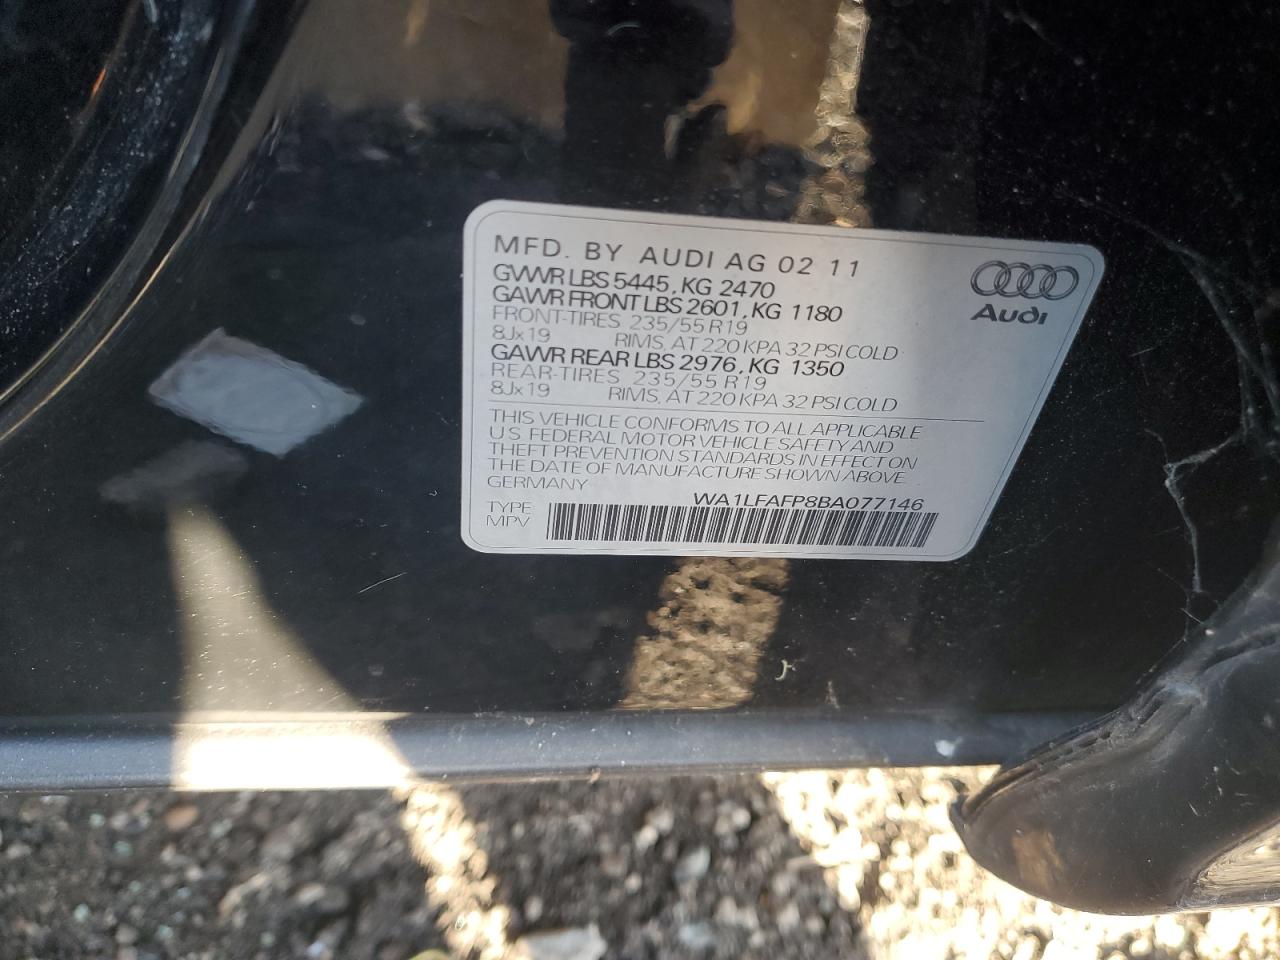 MFD. BY AUDI AG 02 11
GVWR LBS 5445, KG 2470
GAWR FRONT LBS 2601, KG 1180
FRONT-TIRES, 235/55 R19
8Jx19 RIMS, AT 220 KPA 32 PSI COLD
GAWR REAR LBS 2976, KG 1350
REAR-TIRES, 235/55 R19
8Jx19 RIMS, AT 220 KPA 32 PSI COLD
Audi
THIS VEHICLE CONFORMS TO ALL APPLICABLE
U.S. FEDERAL MOTOR VEHICLE SAFETY AND
THEFT PREVENTION STANDARDS IN EFFECT ON
THE DATE OF MANUFACTURE SHOWN ABOVE.
GERMANY
WA1LFAFP8BA077146
TYPE
MPV